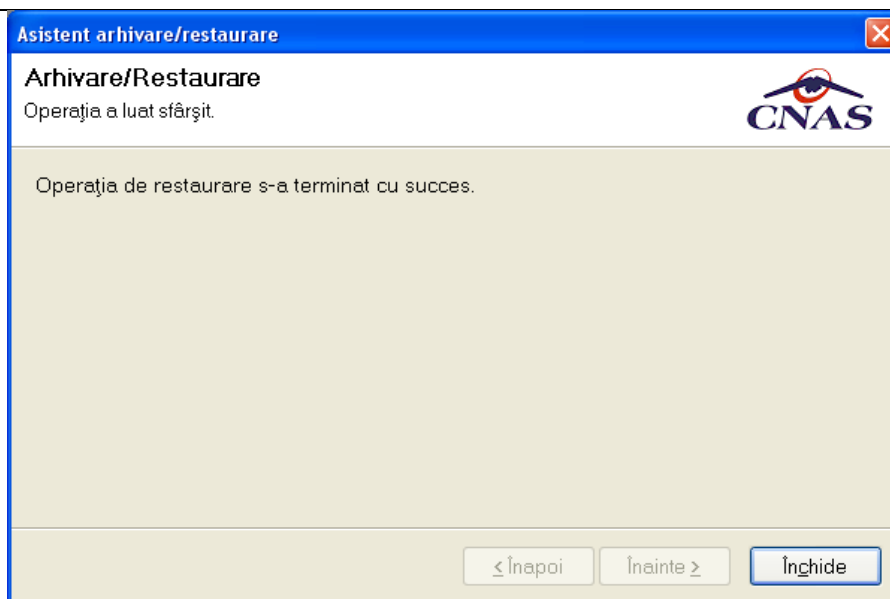 Asistent arhivare/restaurare
Arhivare/Restaurare
Operaţia a luat sfârşit.
CNAS
Operaţia de restaurare s-a terminat cu succes.
< Înapoi
Înainte >
Închide